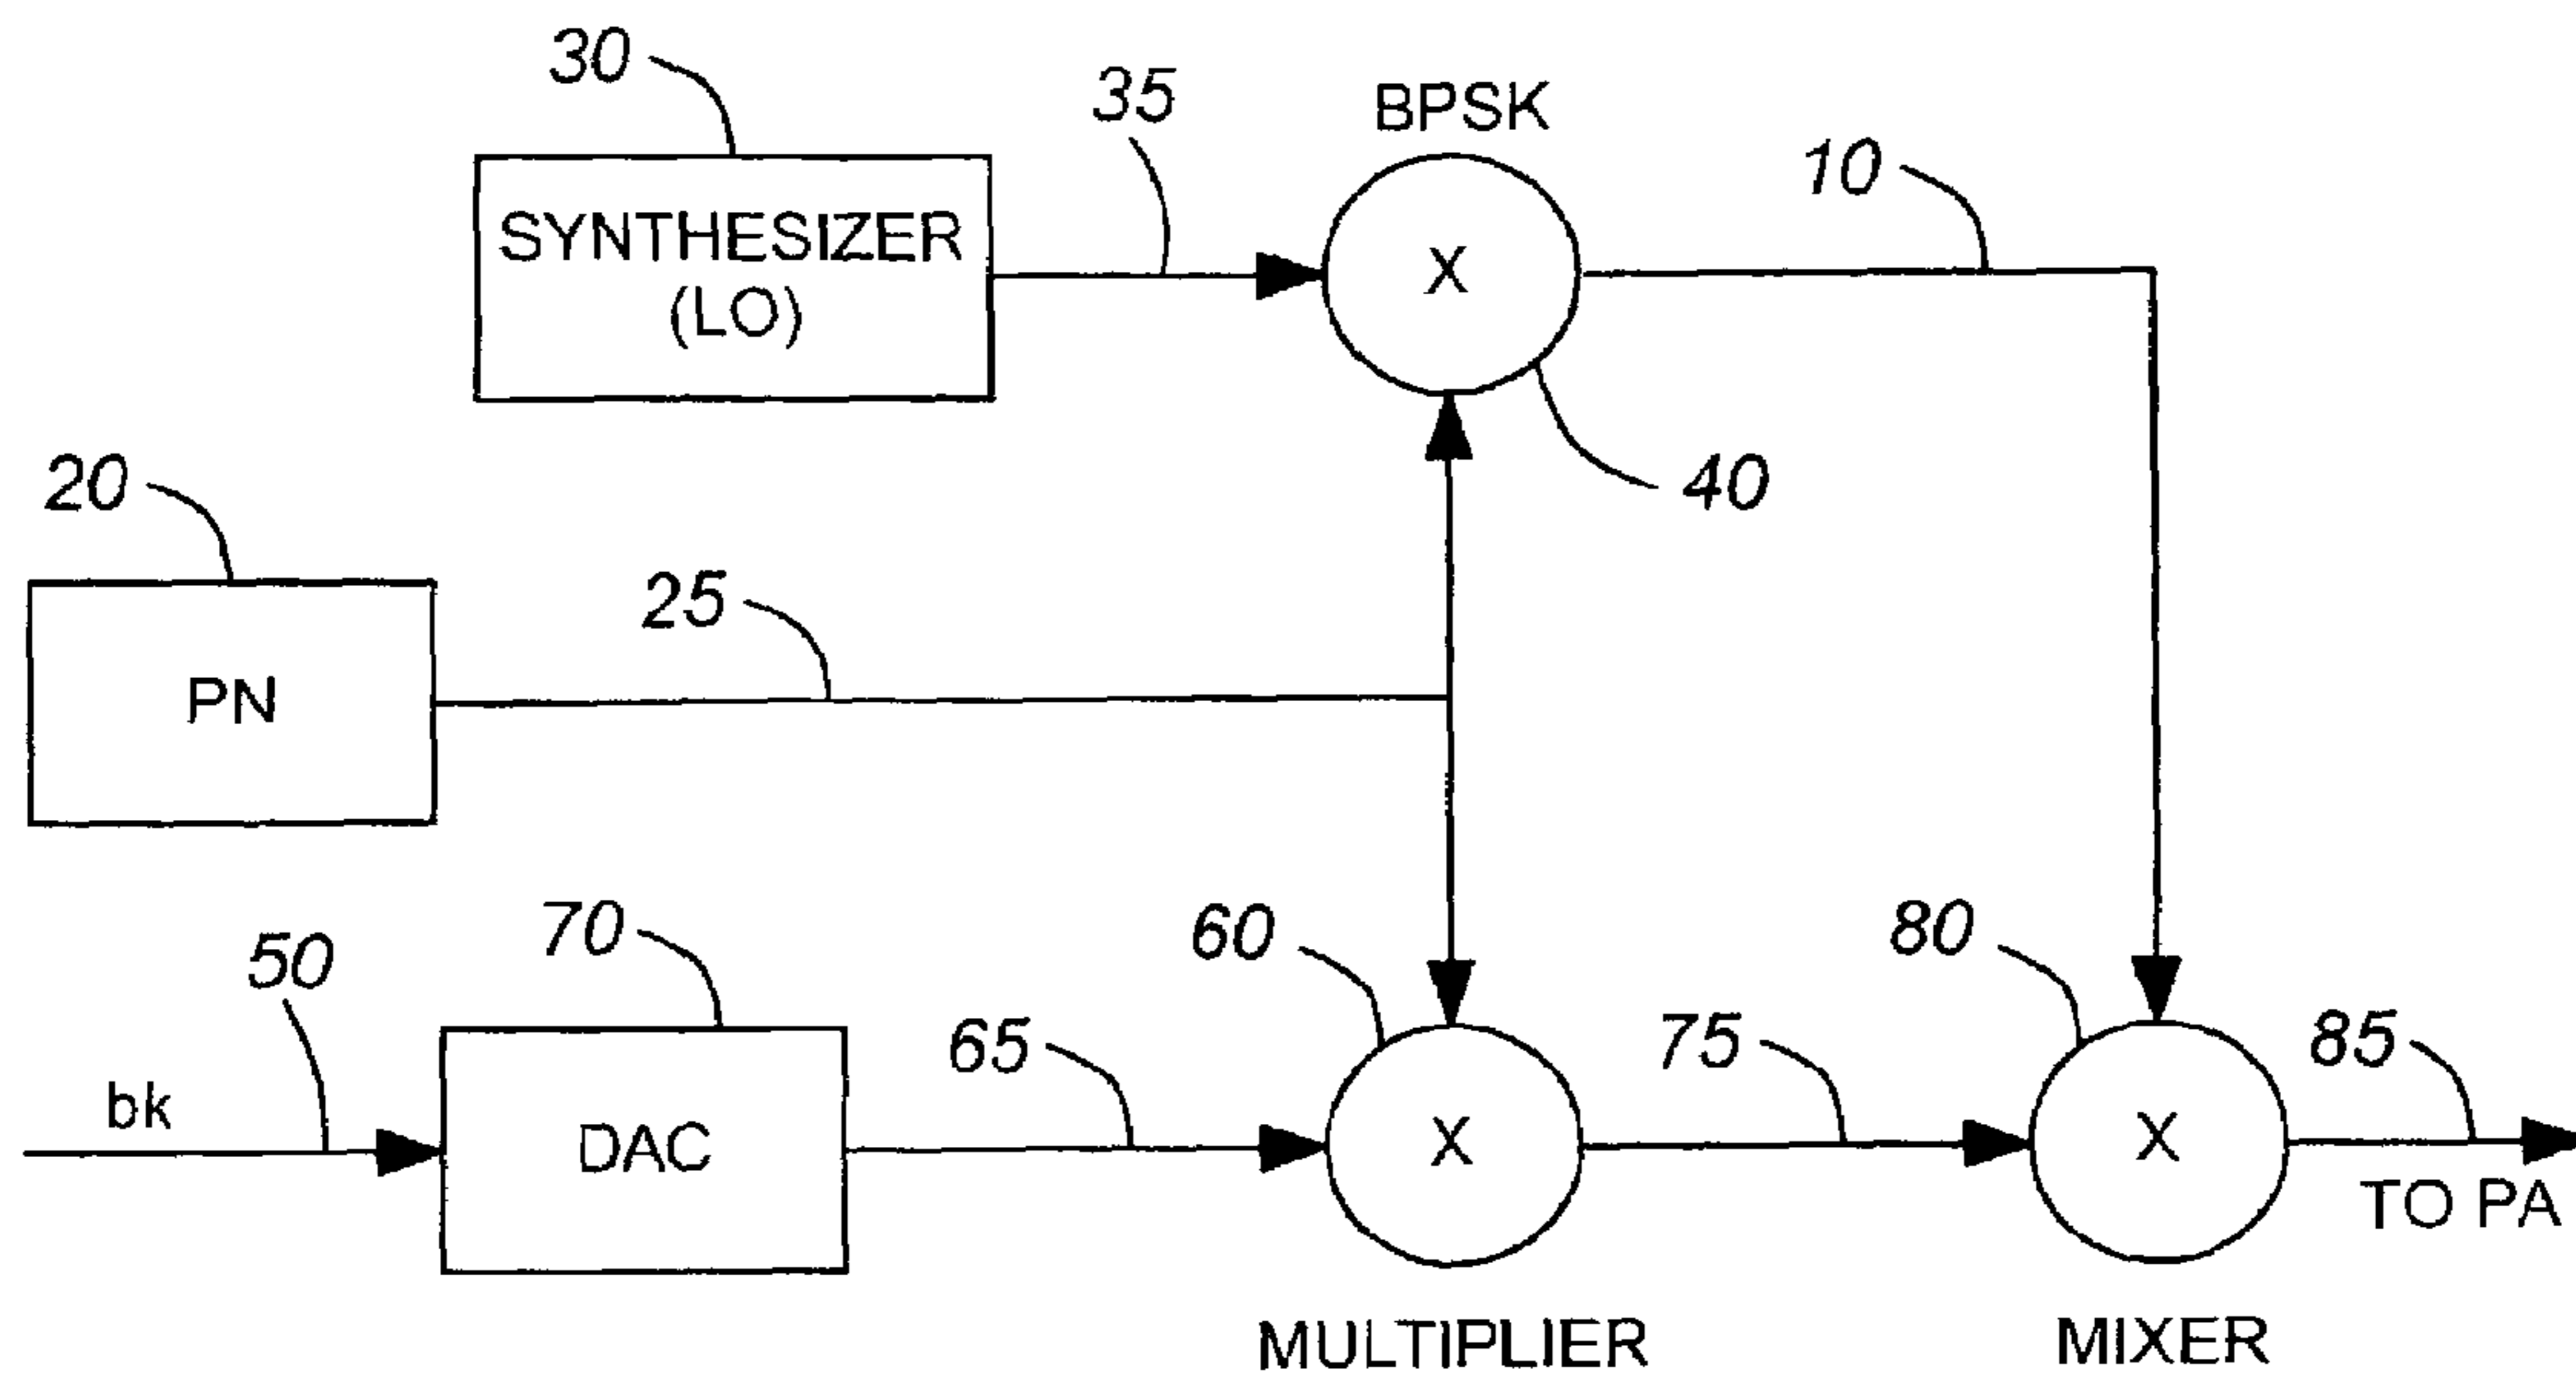 30
35
BPSK
10
SYNTHESIZER
(LO)
X
40
20
25
PN
50
70
60
80
65
75
85
bk
DAC
X
X
TO PA
MULTIPLIER
MIXER